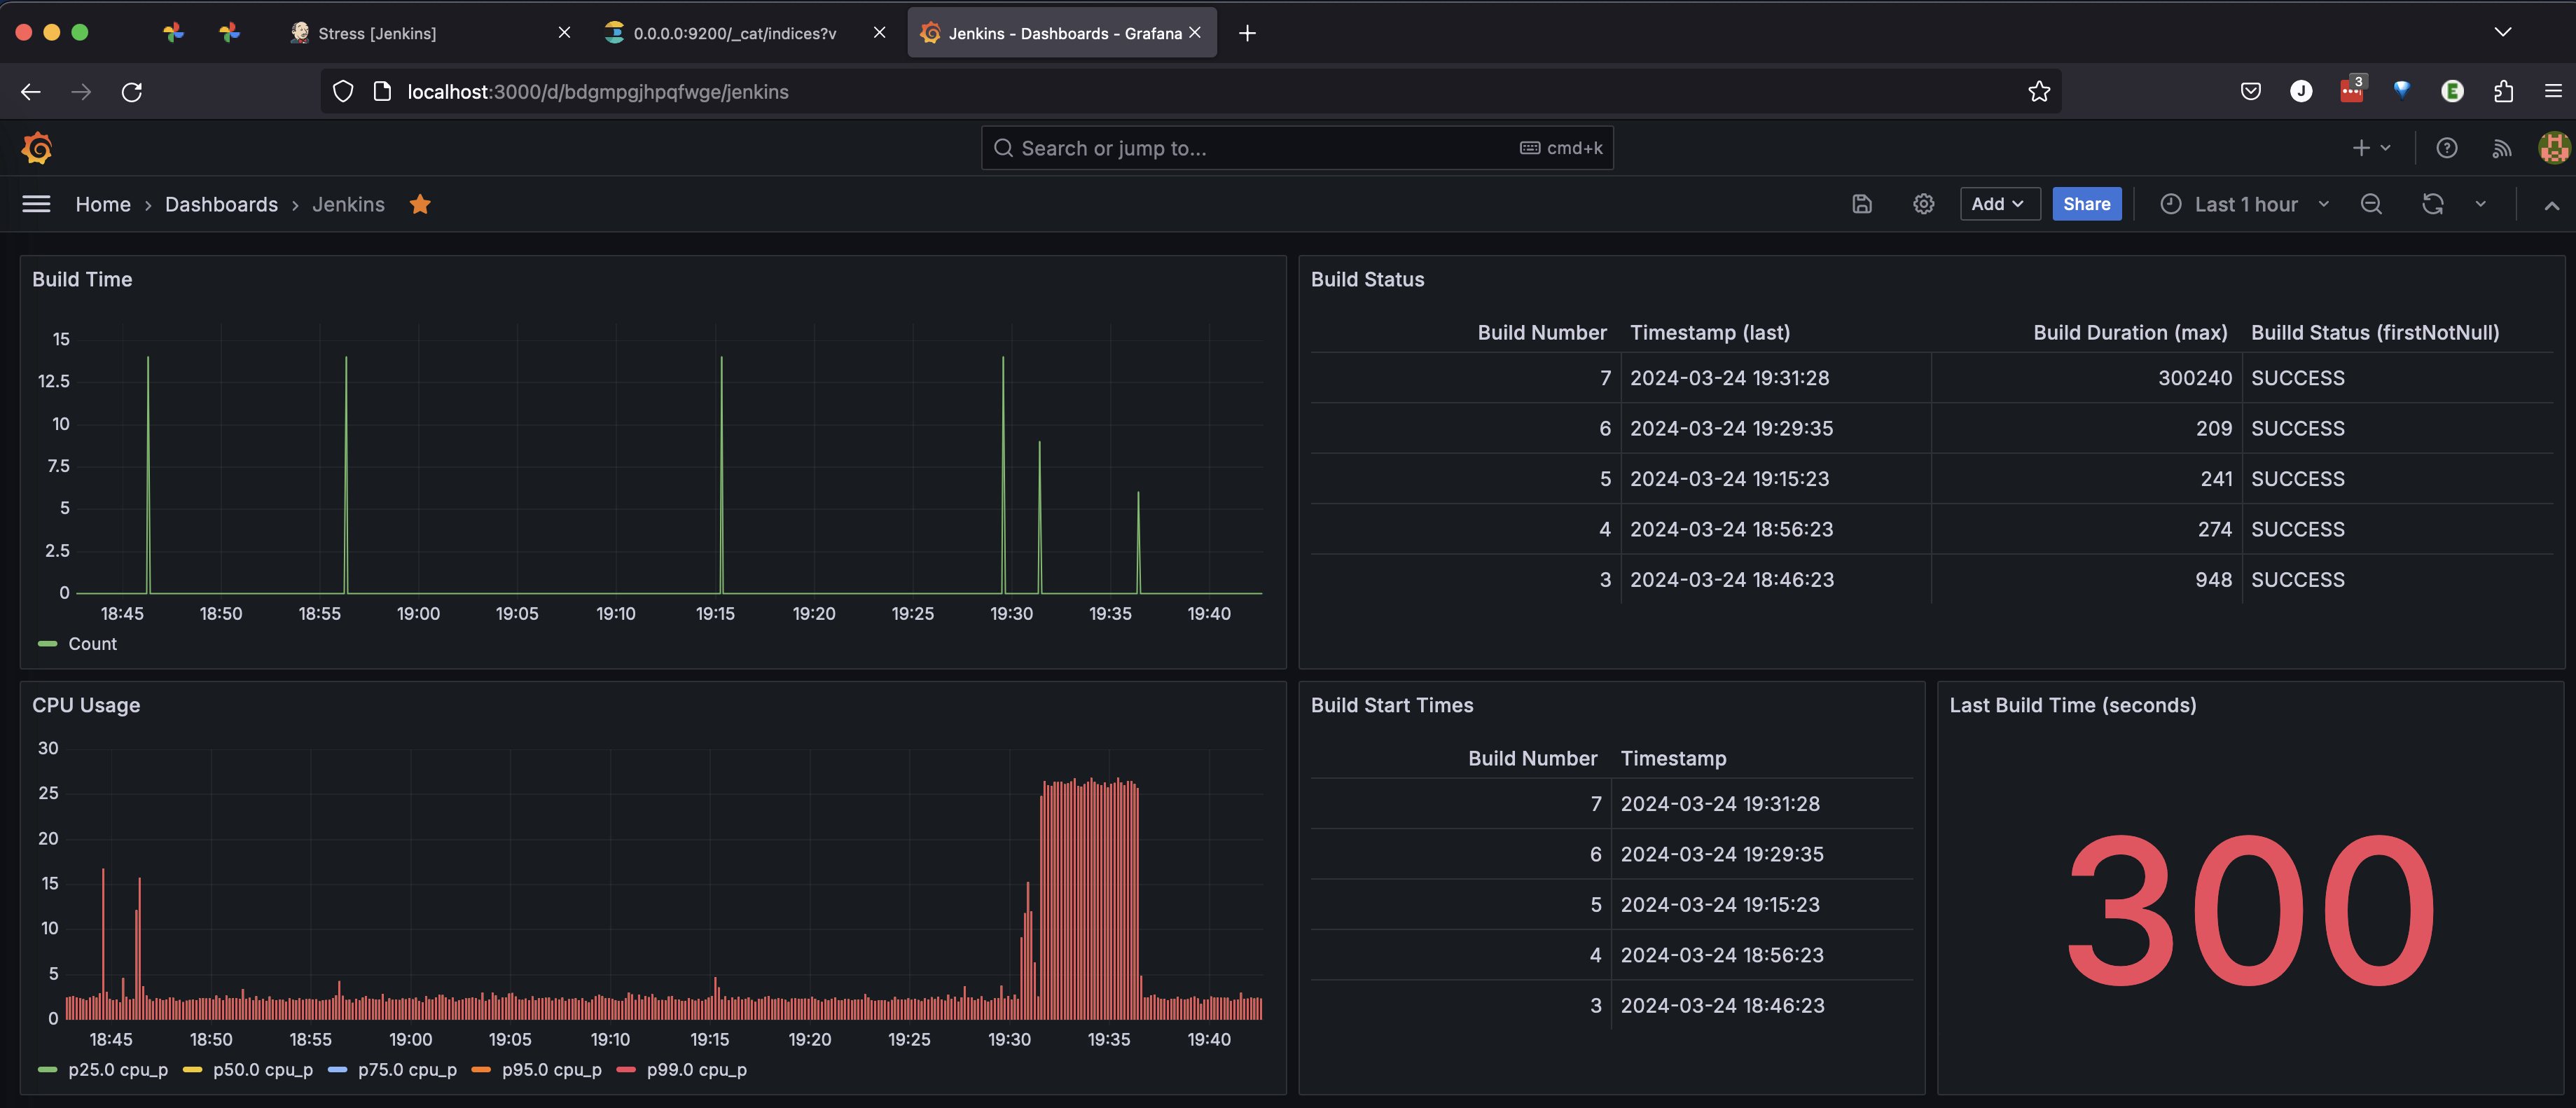 Stress [Jenkins]
0.0.0.0:9200/_cat/indices?v
Jenkins - Dashboards - Grafana
localhost:3000/d/bdgmpgjhpqfwge/jenkins
J
3
E
Search or jump to...
cmd+k
Home › Dashboards › Jenkins
Add
Share
Last 1 hour
Build Time
15
12.5
10
7.5
5
2.5
0
18:45 18:50 18:55 19:00 19:05 19:10 19:15 19:20 19:25 19:30 19:35 19:40
Count
Build Status
Build Number Timestamp (last) Build Duration (max) Builld Status (firstNotNull)
7 2024-03-24 19:31:28 300240 SUCCESS
6 2024-03-24 19:29:35 209 SUCCESS
5 2024-03-24 19:15:23 241 SUCCESS
4 2024-03-24 18:56:23 274 SUCCESS
3 2024-03-24 18:46:23 948 SUCCESS
CPU Usage
30
25
20
15
10
5
0
18:45 18:50 18:55 19:00 19:05 19:10 19:15 19:20 19:25 19:30 19:35 19:40
p25.0 cpu_p p50.0 cpu_p p75.0 cpu_p p95.0 cpu_p p99.0 cpu_p
Build Start Times
Build Number Timestamp
7 2024-03-24 19:31:28
6 2024-03-24 19:29:35
5 2024-03-24 19:15:23
4 2024-03-24 18:56:23
3 2024-03-24 18:46:23
Last Build Time (seconds)
300